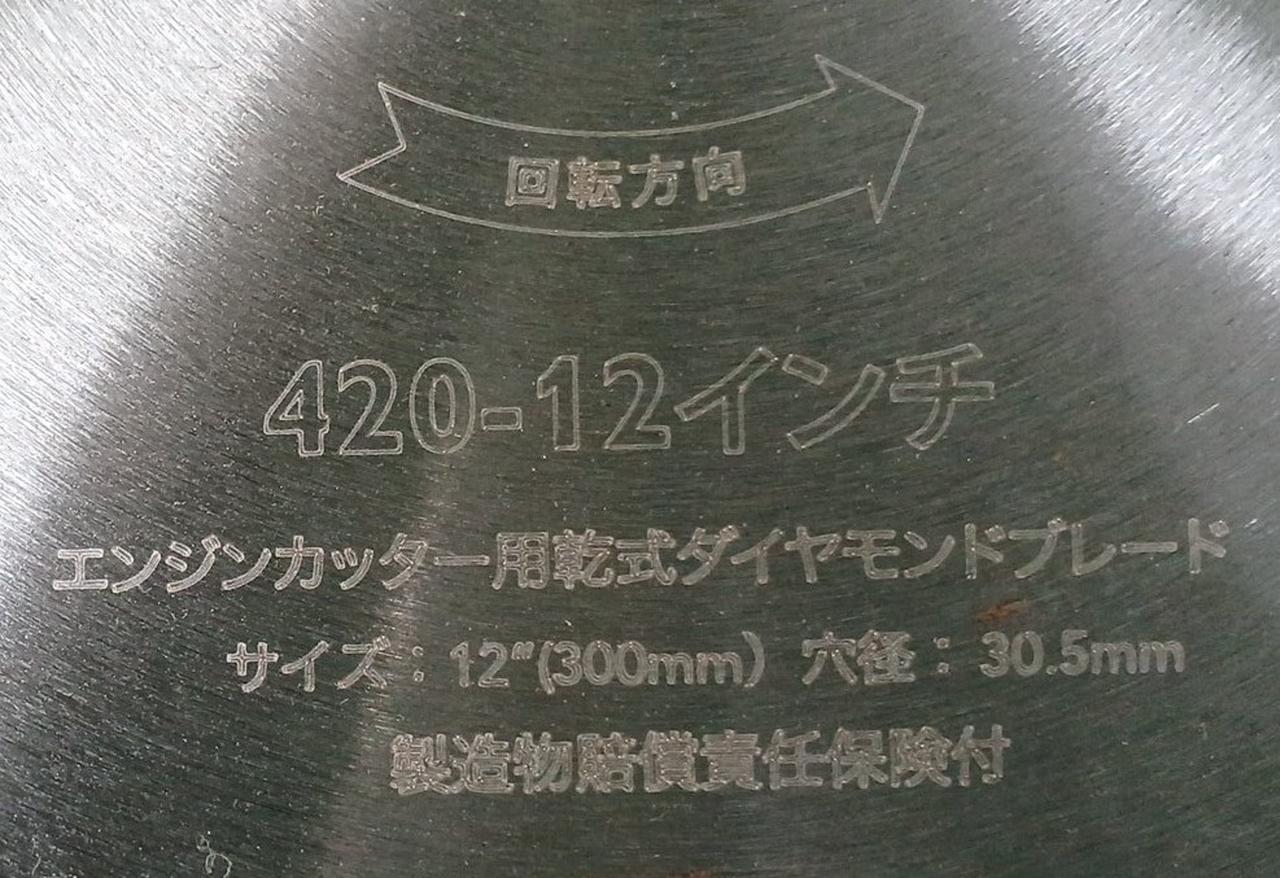 回転方向
420-12インチ
エンジンカッター用乾式ダイヤモンドブレード
サイズ：12"(300mm) 穴径：30.5mm
製造物賠償責任保険付